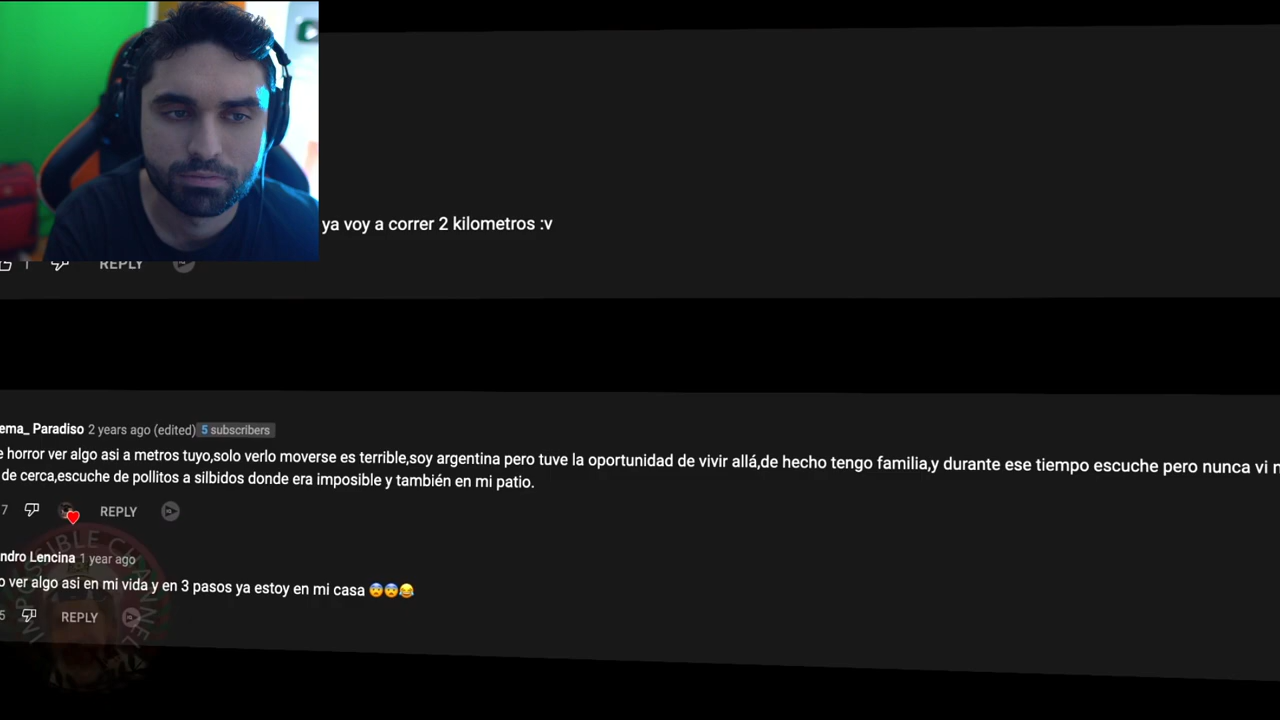 ya voy a correr 2 kilometros :v
1 REPLY
ema_ Paradiso 2 years ago (edited) 5 subscribers
e horror ver algo asi a metros tuyo,solo verlo moverse es terrible,soy argentina pero tuve la oportunidad de vivir allá,de hecho tengo familia,y durante ese tiempo escuche pero nunca vi n
de cerca,escuche de pollitos a silbidos donde era imposible y también en mi patio.
7 REPLY
ndro Lencina 1 year ago
o ver algo asi en mi vida y en 3 pasos ya estoy en mi casa 😨😨😂
5 REPLY
IMPOSSIBLE CHANNEL